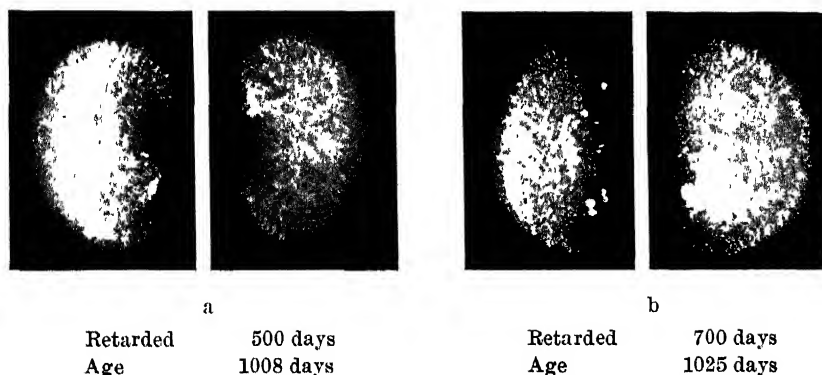 a
Retarded 500 days
Age 1008 days
b
Retarded 700 days
Age 1025 days